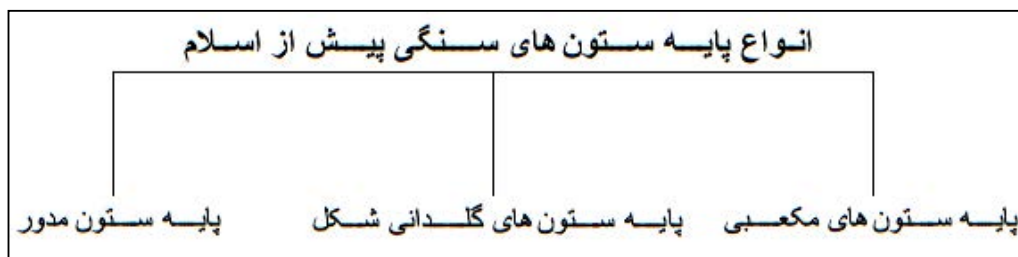 انواع پایه ستون های سنگی پیش از اسلام
پایه ستون های مکعبی
پایه ستون های گلدانی شکل
پایه ستون مدور